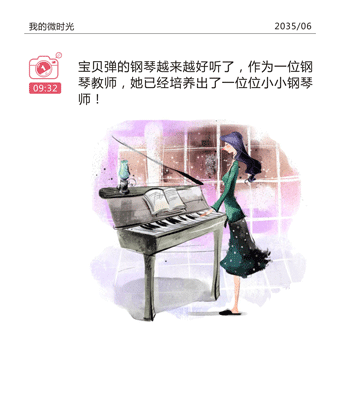 我的微时光
2035/06
宝贝弹的钢琴越来越好听了，作为一位钢
09:32
琴教师，她已经培养出了一位位小小钢琴
师！